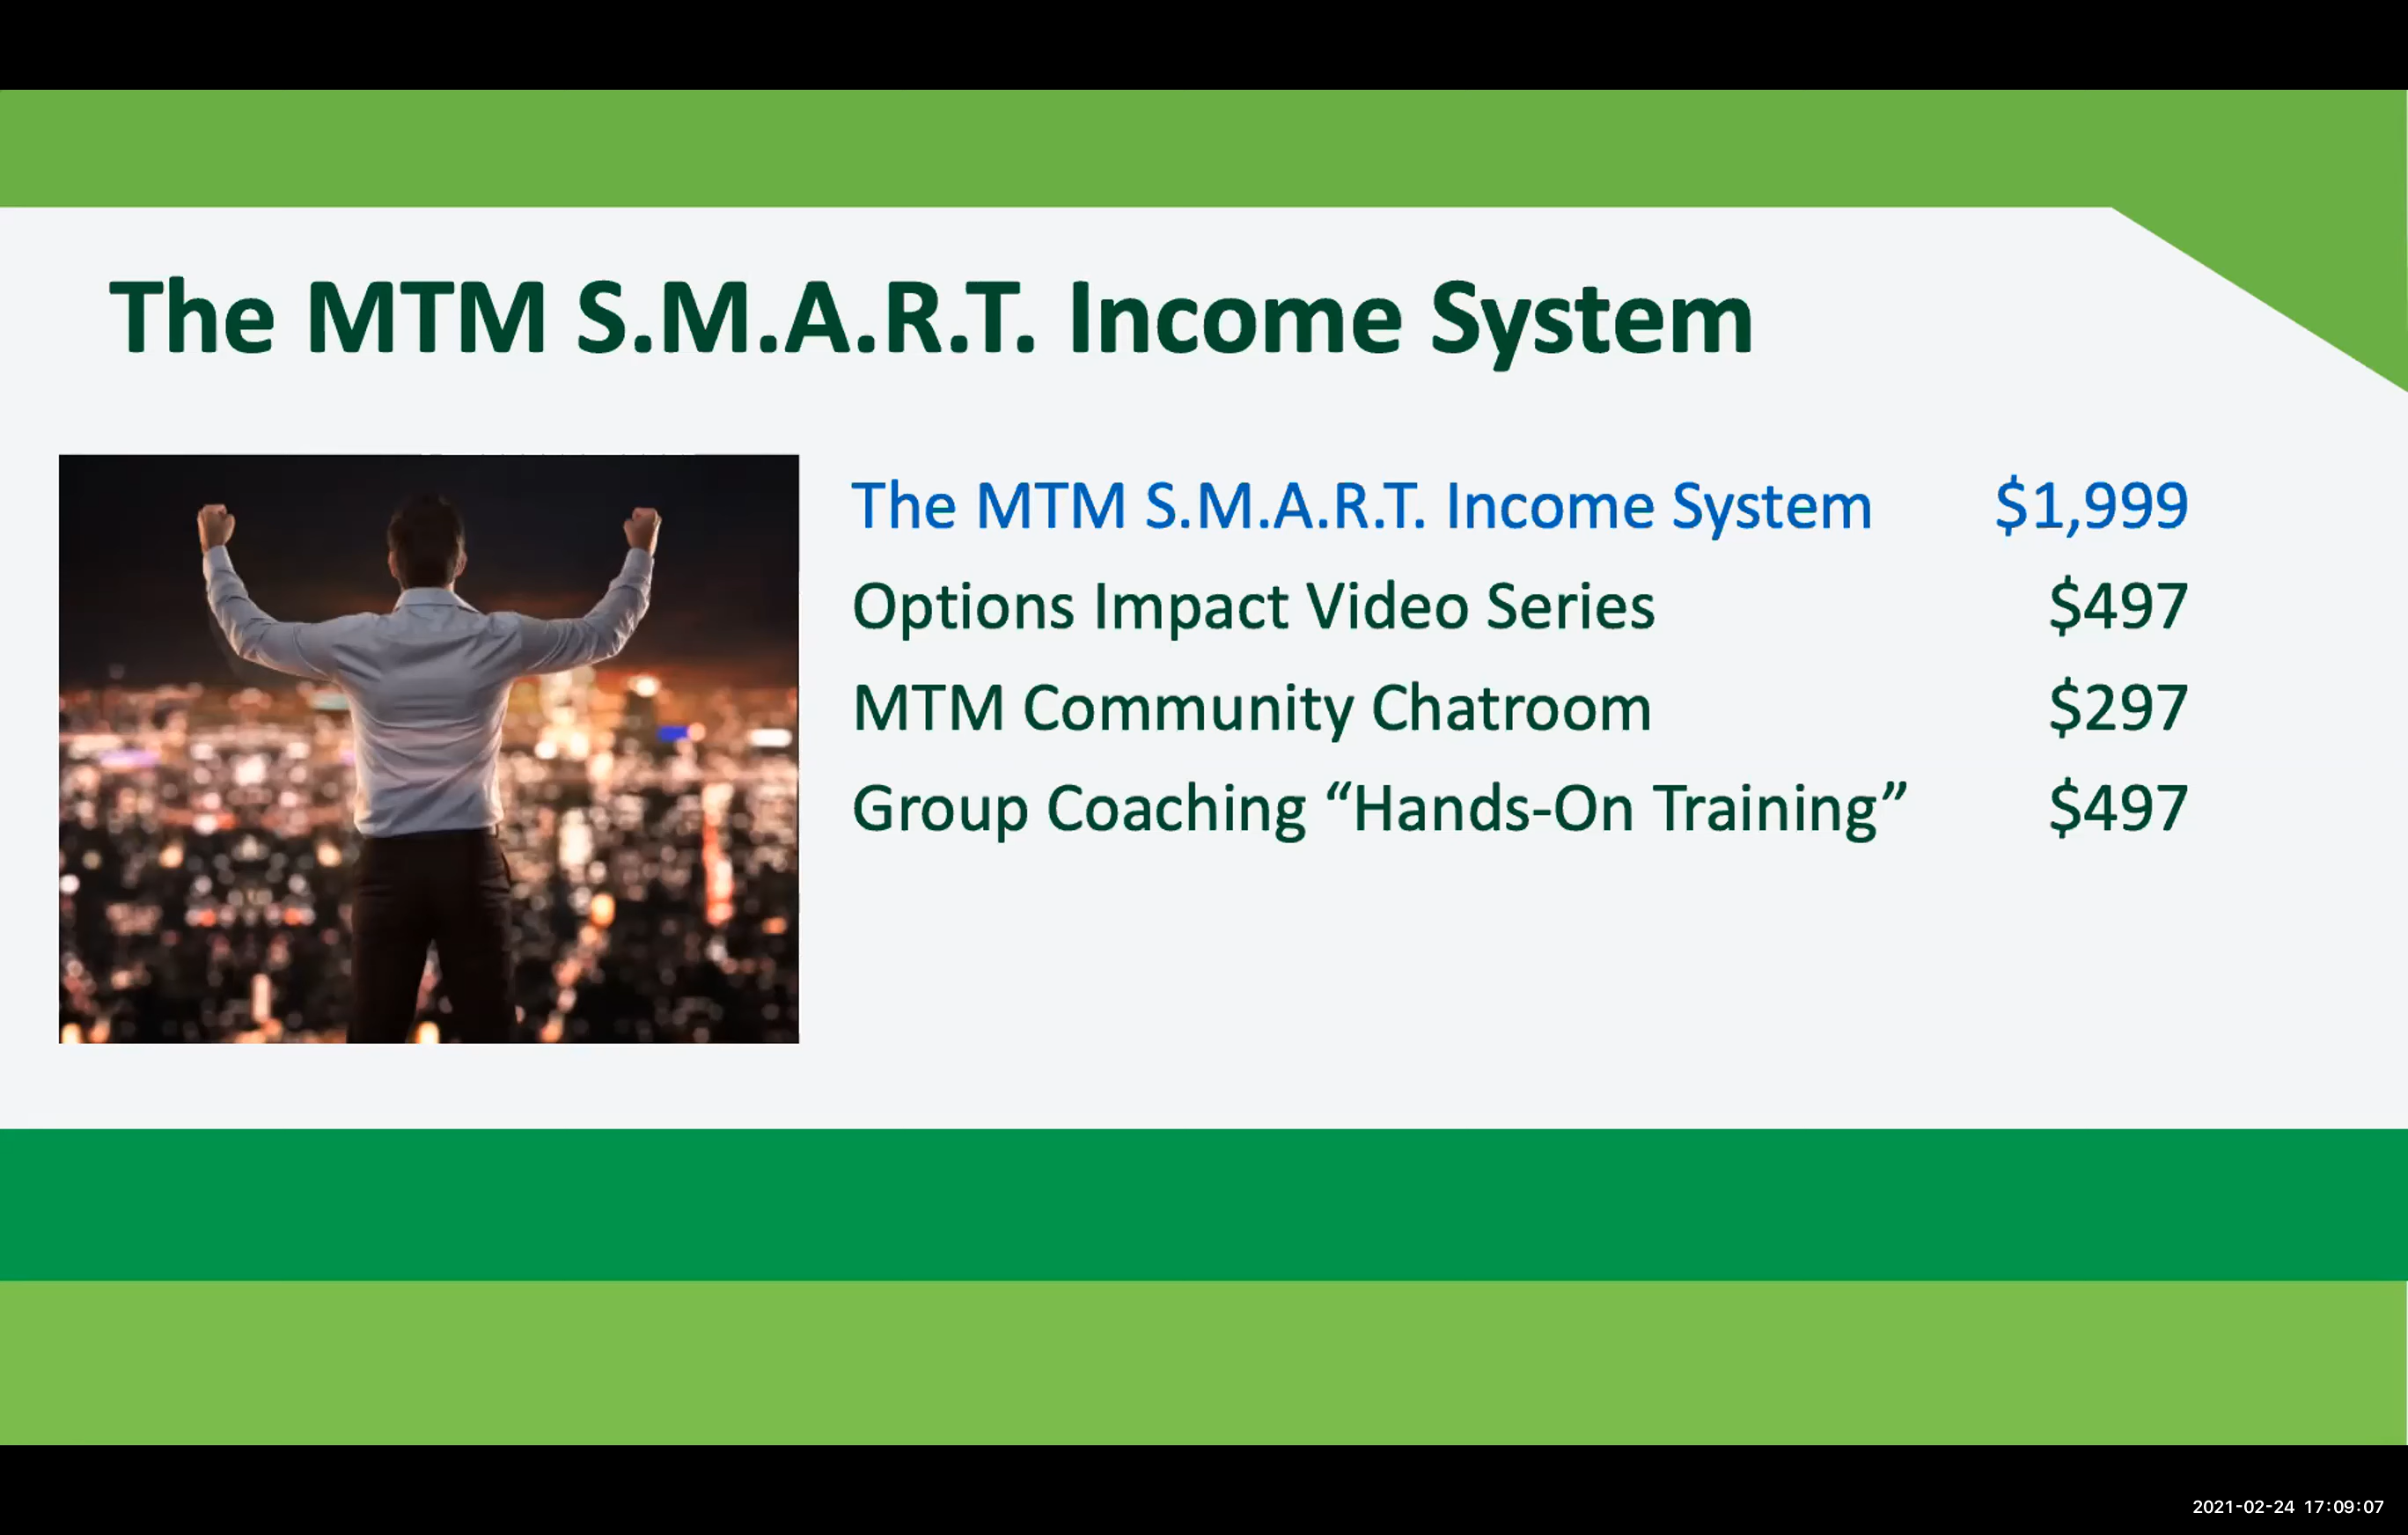 The MTM S.M.A.R.T. Income System
The MTM S.M.A.R.T. Income System $1,999
Options Impact Video Series $497
MTM Community Chatroom $297
Group Coaching “Hands-On Training” $497
2021-02-24 17:09:07